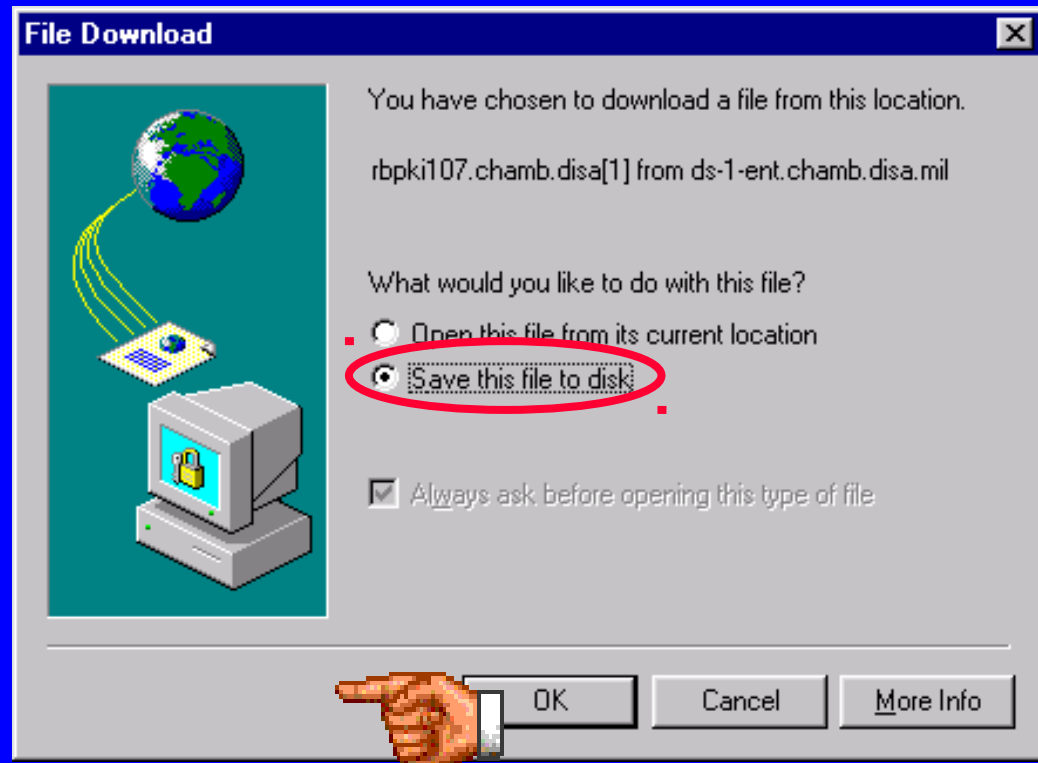 File Download
You have chosen to download a file from this location.
rbpki107.chamb.disa[1] from ds-1-ent.chamb.disa.mil
What would you like to do with this file?
Open this file from its current location
Save this file to disk
Always ask before opening this type of file
OK Cancel More Info